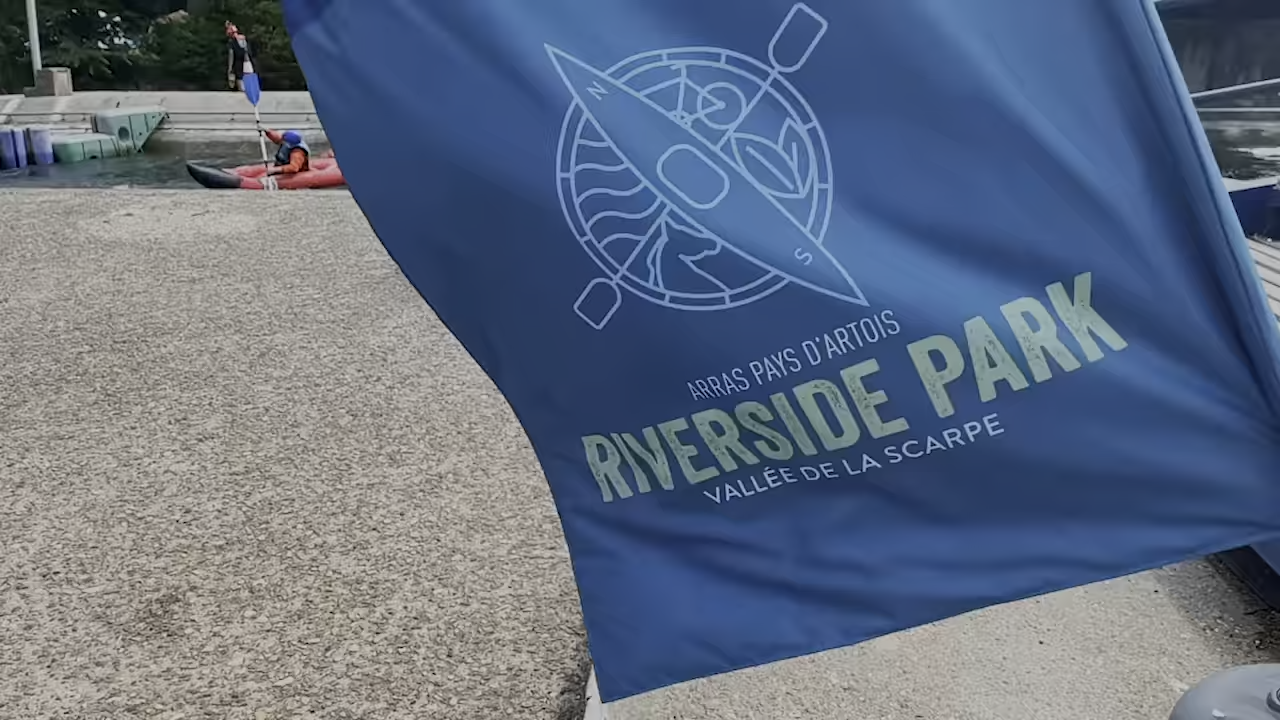 N
S
ARRAS PAYS D'ARTOIS
RIVERSIDE PARK
VALLÉE DE LA SCARPE